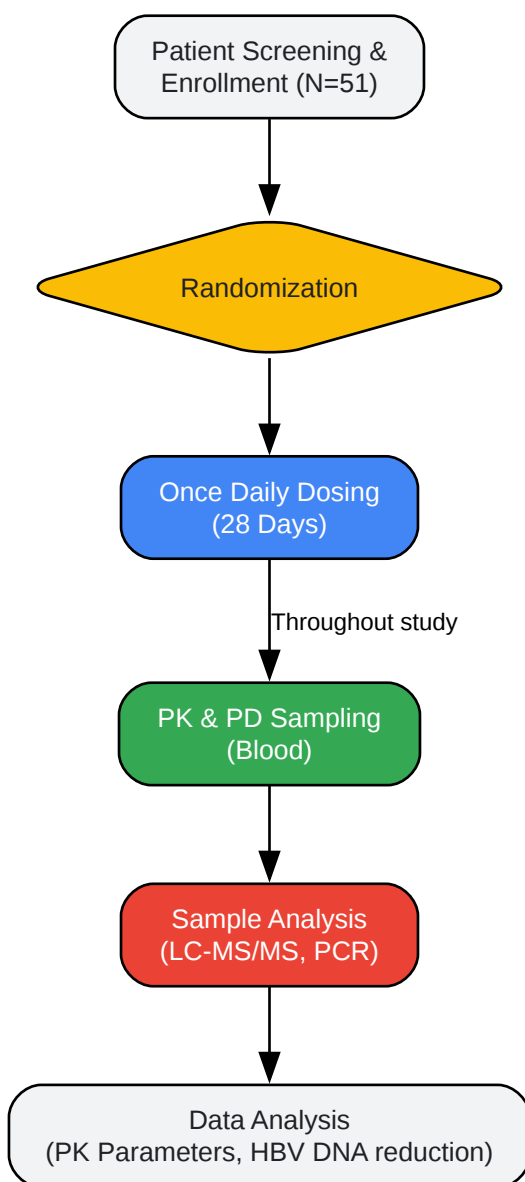 Patient Screening &
Enrollment (N=51)
Randomization
Once Daily Dosing
(28 Days)
Throughout study
PK & PD Sampling
(Blood)
Sample Analysis
(LC-MS/MS, PCR)
Data Analysis
(PK Parameters, HBV DNA reduction)